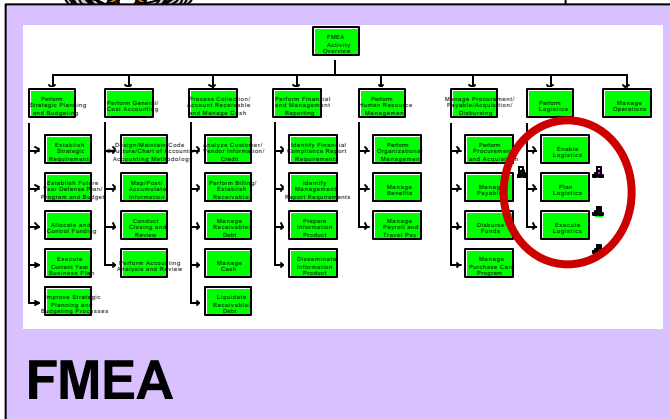 FMEA
Activity
Overview
Perform
Strategic Planning
and Budgeting
Perform General/
Cost Accounting
Process Collection/
Account Receivable
and Manage Cash
Perform Financial
and Management
Reporting
Perform
Human Resource
Management
Manage Procurement/
Payable/Acquisition/
Disbursing
Perform
Logistics
Manage
Operations
Establish
Strategic
Requirements
Design/Maintain Code
Structure/Chart of Accounts/
Accounting Methodology
Analyze Customer/
Vendor Information/
Credit
Identify Financial
Compliance Report
Requirements
Perform
Organizational
Management
Perform
Procurement
and Acquisition
Enable
Logistics
Establish Future
Year Defense Plan/
Program and Budget
Map/Post/
Accumulate
Information
Perform Billing/
Establish
Receivable
Identify
Management
Report Requirements
Manage
Benefits
Manage
Payable
Plan
Logistics
Allocate and
Control Funding
Conduct
Closing and
Review
Manage
Receivable/
Debt
Prepare
Information
Product
Manage
Payroll and
Travel Pay
Disburse
Funds
Execute
Logistics
Execute
Current Year
Business Plan
Perform Accounting
Analysis and Review
Manage
Cash
Disseminate
Information
Product
Manage
Purchase Card
Program
Improve Strategic
Planning and
Budgeting Processes
Liquidate
Receivable/
Debt
FMEA